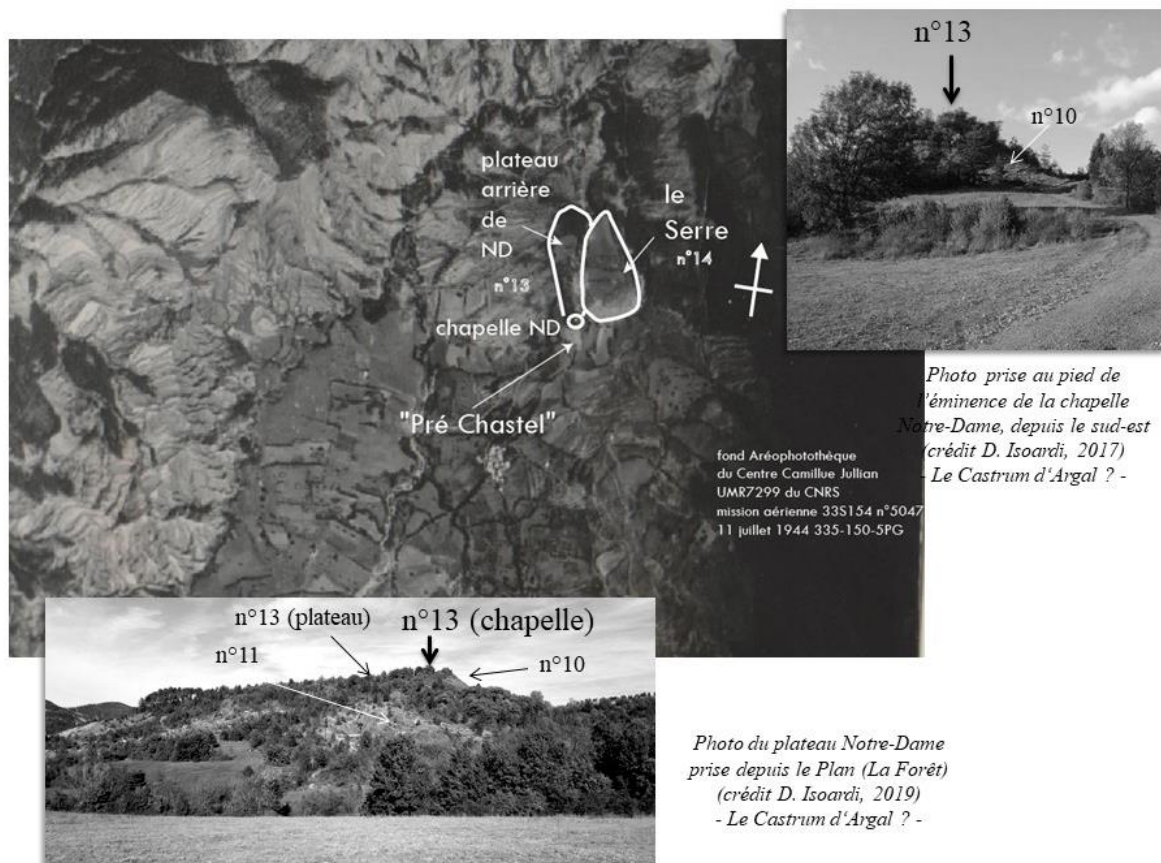 plateau
arrière
de
ND
n°13
le
Serre
n°14
chapelle ND
"Pré Chastel"
fond Aréophotothèque
du Centre Camillue Jullian
UMR7299 du CNRS
mission aérienne 33S154 n°5047
11 juillet 1944 335-150-5PG
n°13
n°10
Photo prise au pied de
l'éminence de la chapelle
Notre-Dame, depuis le sud-est
(crédit D. Isoardi, 2017)
- Le Castrum d'Argal ? -
n°13 (plateau)
n°13 (chapelle)
n°11
n°10
Photo du plateau Notre-Dame
prise depuis le Plan (La Forêt)
(crédit D. Isoardi, 2019)
- Le Castrum d'Argal ? -